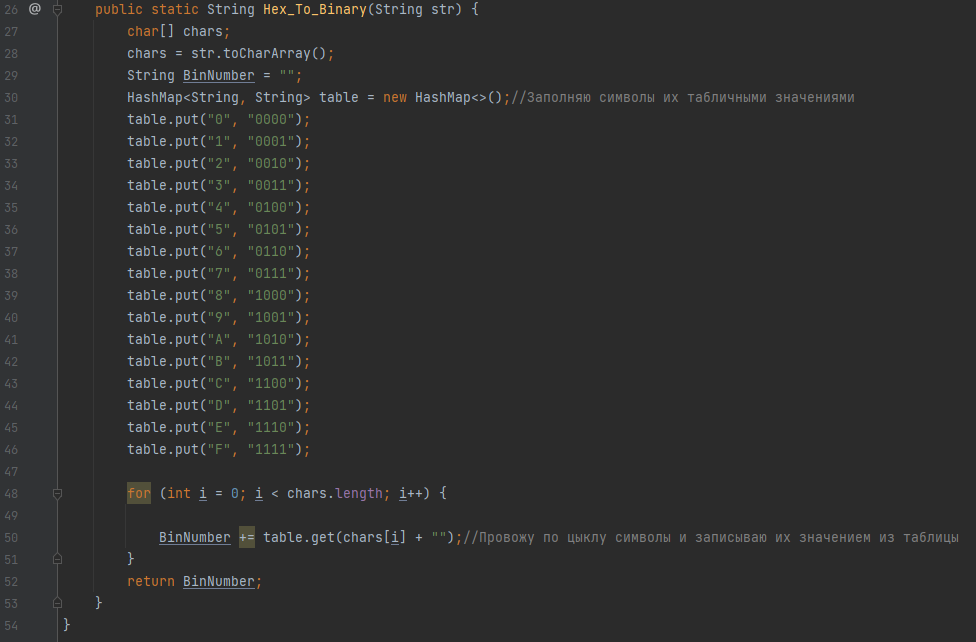 26 @ public static String Hex_To_Binary(String str) {
27 char[] chars;
28 chars = str.toCharArray();
29 String BinNumber = "";
30 HashMap<String, String> table = new HashMap<>();//Заполняю символы их табличными значениями
31 table.put("0", "0000");
32 table.put("1", "0001");
33 table.put("2", "0010");
34 table.put("3", "0011");
35 table.put("4", "0100");
36 table.put("5", "0101");
37 table.put("6", "0110");
38 table.put("7", "0111");
39 table.put("8", "1000");
40 table.put("9", "1001");
41 table.put("A", "1010");
42 table.put("B", "1011");
43 table.put("C", "1100");
44 table.put("D", "1101");
45 table.put("E", "1110");
46 table.put("F", "1111");
47
48 for (int i = 0; i < chars.length; i++) {
49
50 BinNumber += table.get(chars[i] + "");//Провожу по цыклу символы и записываю их значением из таблицы
51 }
52 return BinNumber;
53 }
54 }